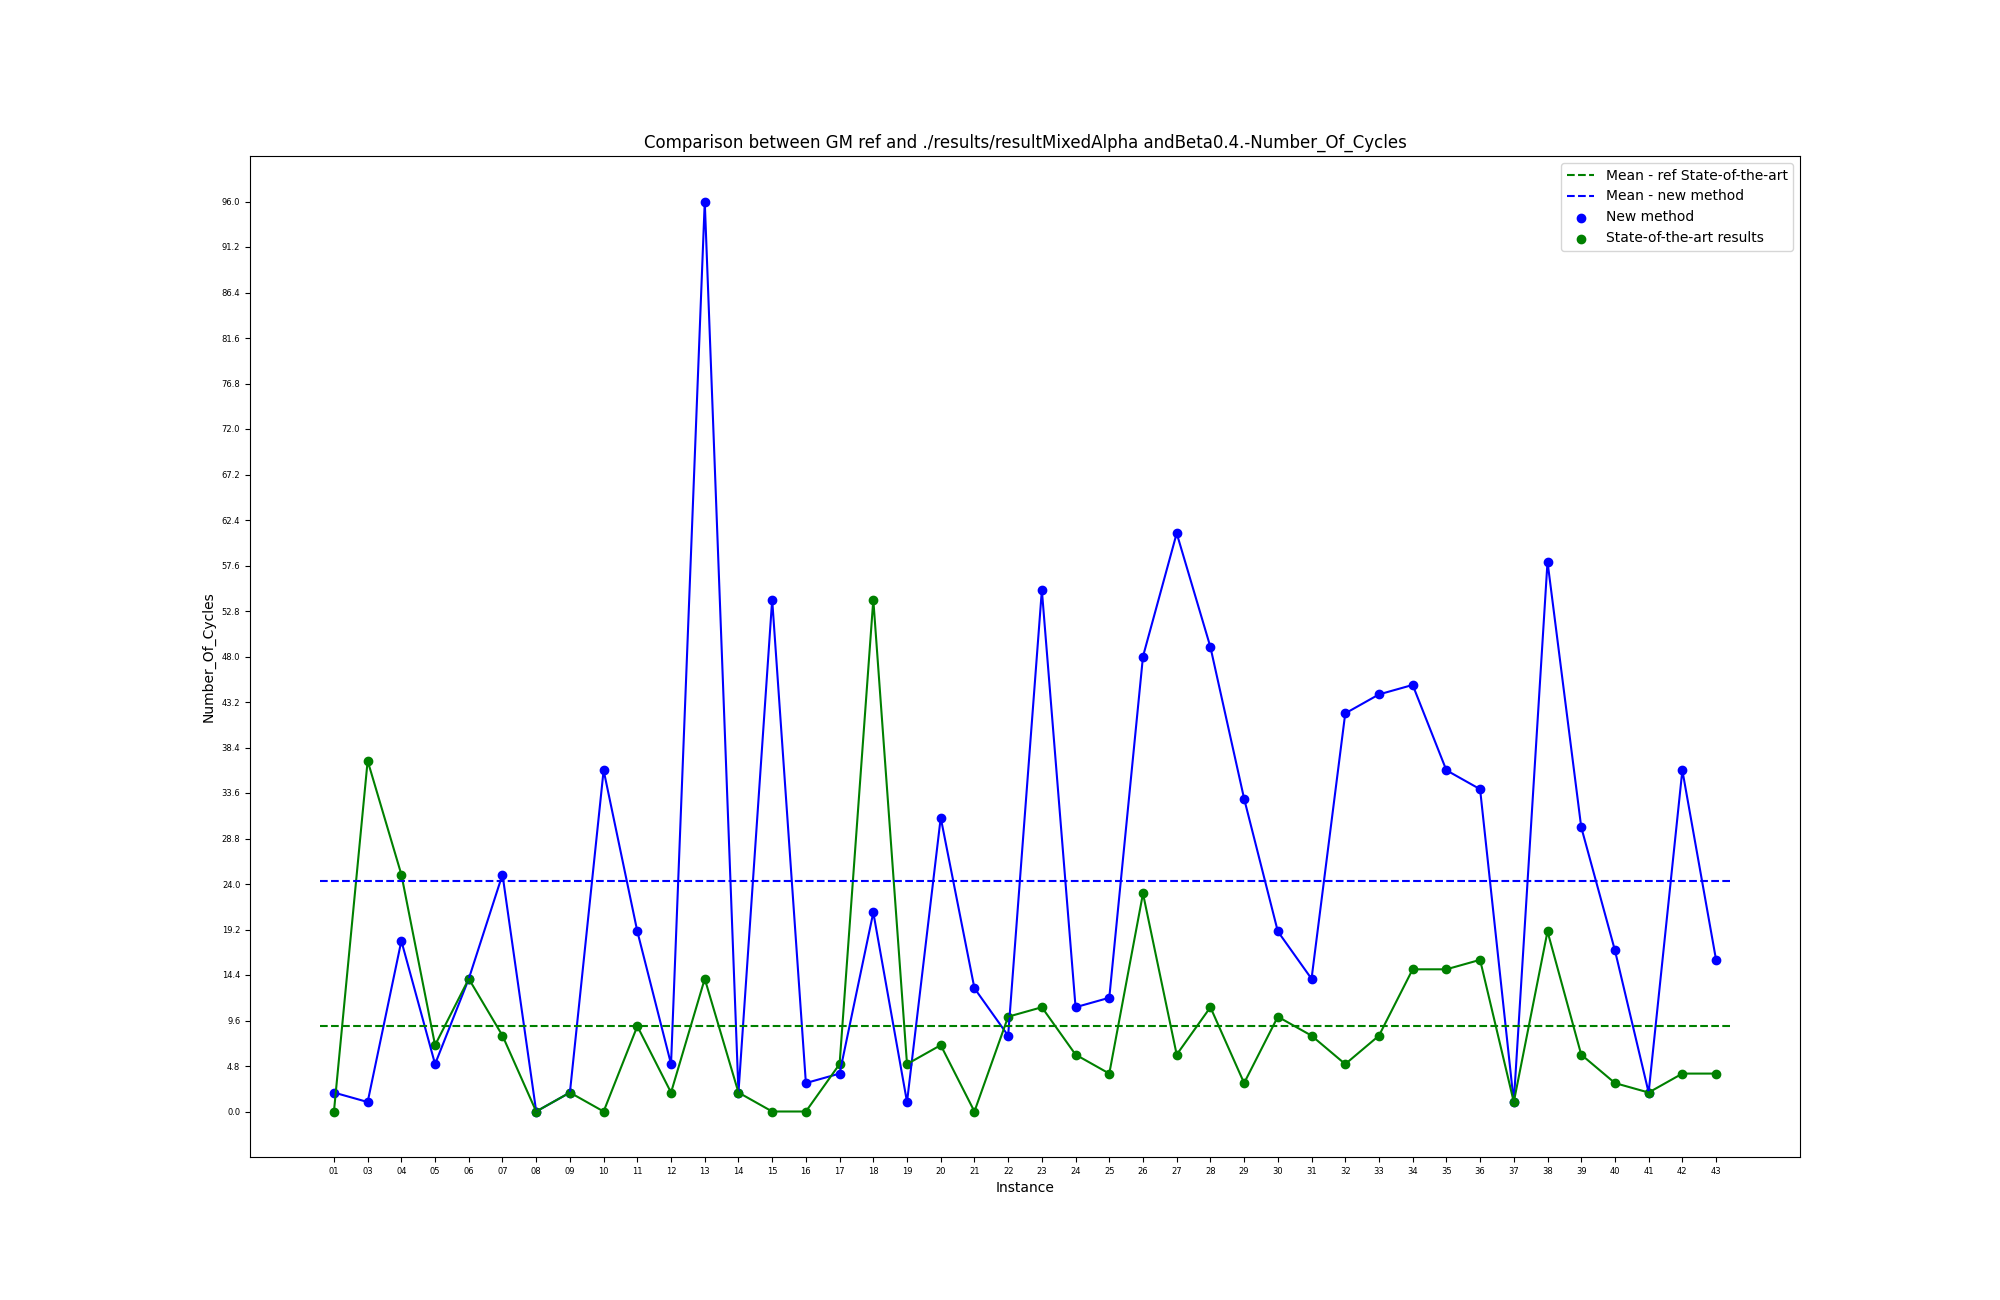 Comparison between GM ref and ./results/resultMixedAlpha andBeta0.4.-Number_Of_Cycles
Mean - ref State-of-the-art
Mean - new method
New method
State-of-the-art results
96.0
91.2
86.4
81.6
76.8
72.0
67.2
62.4
57.6
52.8
48.0
43.2
38.4
33.6
28.8
24.0
19.2
14.4
9.6
4.8
0.0
Number_Of_Cycles
01 03 04 05 06 07 08 09 10 11 12 13 14 15 16 17 18 19 20 21 22 23 24 25 26 27 28 29 30 31 32 33 34 35 36 37 38 39 40 41 42 43
Instance